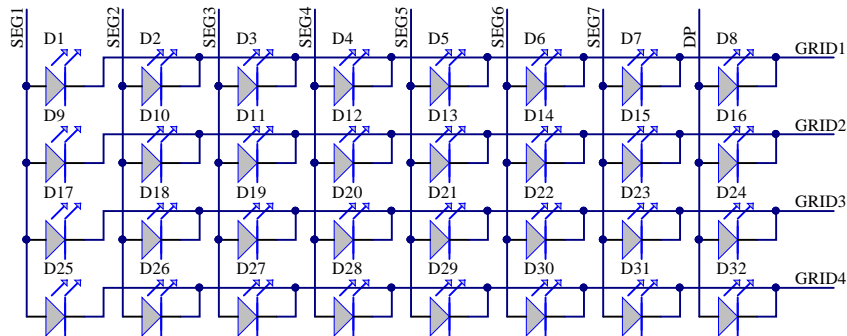 SEG1 SEG2 SEG3 SEG4 SEG5 SEG6 SEG7 DP
D1 D2 D3 D4 D5 D6 D7 D8 GRID1
D9 D10 D11 D12 D13 D14 D15 D16 GRID2
D17 D18 D19 D20 D21 D22 D23 D24 GRID3
D25 D26 D27 D28 D29 D30 D31 D32 GRID4